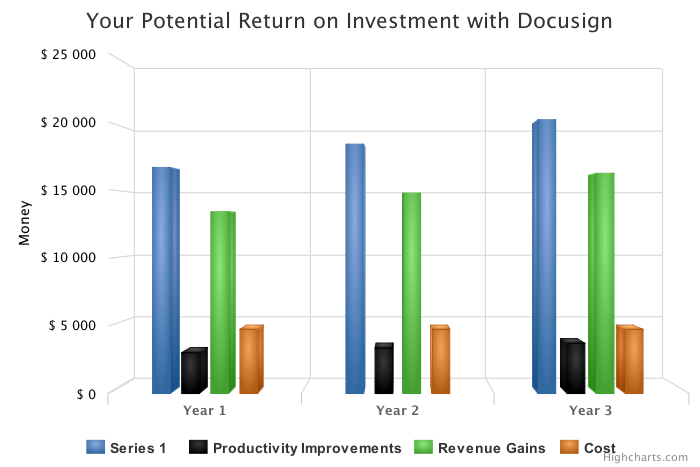 Your Potential Return on Investment with Docusign
$ 25 000
$ 20 000
$ 15 000
$ 10 000
$ 5 000
$ 0
Money
Year 1 Year 2 Year 3
Series 1 Productivity Improvements Revenue Gains Cost
Highcharts.com